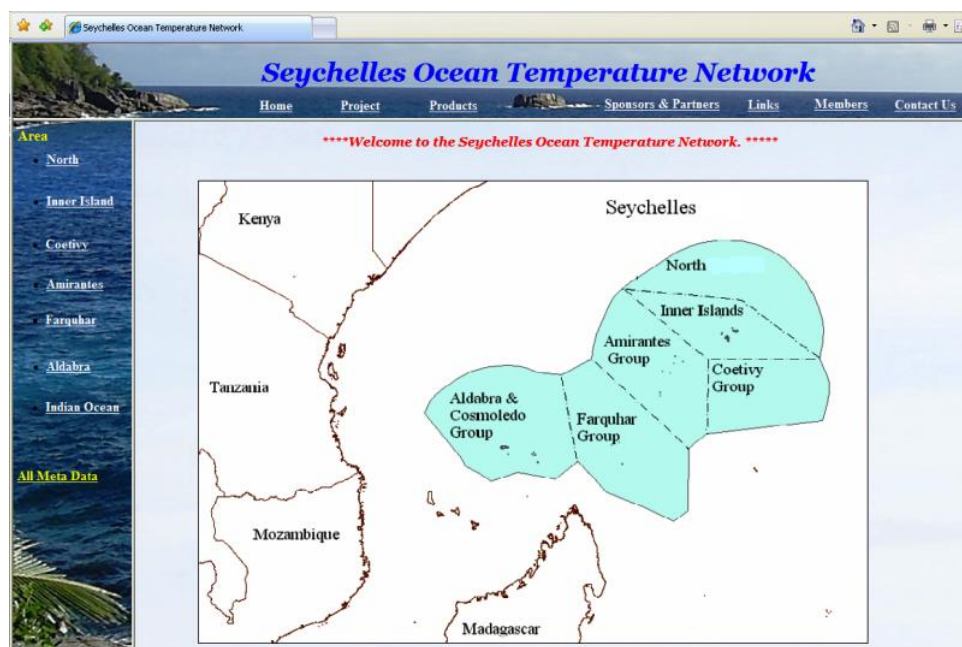 Seychelles Ocean Temperature Network
Seychelles Ocean Temperature Network
Home Project Products Sponsors & Partners Links Members Contact Us
Area
North
Inner Island
Coetivy
Amirantes
Farquhar
Aldabra
Indian Ocean
All Meta Data
****Welcome to the Seychelles Ocean Temperature Network. *****
Seychelles
Kenya
North
Inner Islands
Amirantes
Group
Coetivy
Group
Tanzania
Aldabra &
Cosmoledo
Group
Farquhar
Group
Mozambique
Madagascar